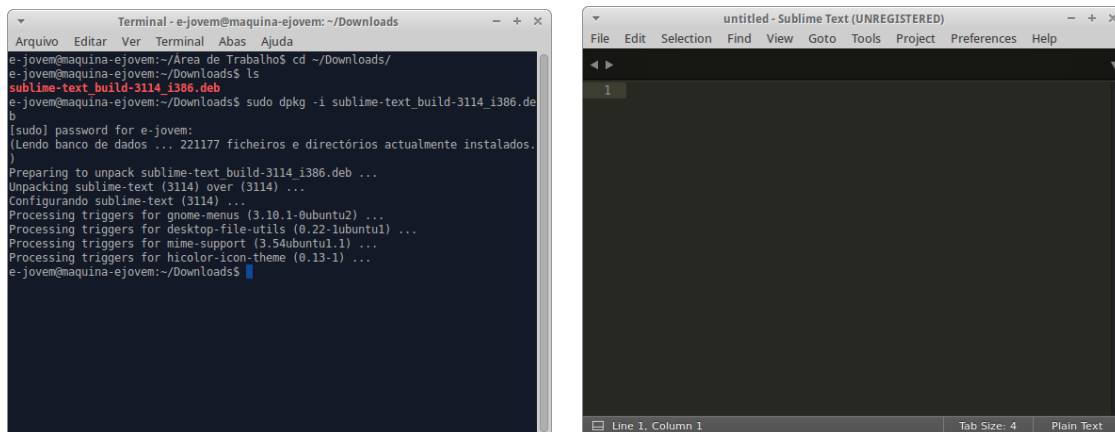 Terminal - e-jovem@maquina-ejovem: ~/Downloads
Arquivo Editar Ver Terminal Abas Ajuda
e-jovem@maquina-ejovem:~/Área de Trabalho$ cd ~/Downloads/
e-jovem@maquina-ejovem:~/Downloads$ ls
sublime-text_build-3114_i386.deb
e-jovem@maquina-ejovem:~/Downloads$ sudo dpkg -i sublime-text_build-3114_i386.de
b
[sudo] password for e-jovem:
(Lendo banco de dados ... 221177 ficheiros e directórios actualmente instalados.
)
Preparing to unpack sublime-text_build-3114_i386.deb ...
Unpacking sublime-text (3114) over (3114) ...
Configurando sublime-text (3114) ...
Processing triggers for gnome-menus (3.10.1-0ubuntu2) ...
Processing triggers for desktop-file-utils (0.22-1ubuntu1) ...
Processing triggers for mime-support (3.54ubuntu1.1) ...
Processing triggers for hicolor-icon-theme (0.13-1) ...
e-jovem@maquina-ejovem:~/Downloads$
untitled - Sublime Text (UNREGISTERED)
File Edit Selection Find View Goto Tools Project Preferences Help
1
Line 1, Column 1 Tab Size: 4 Plain Text